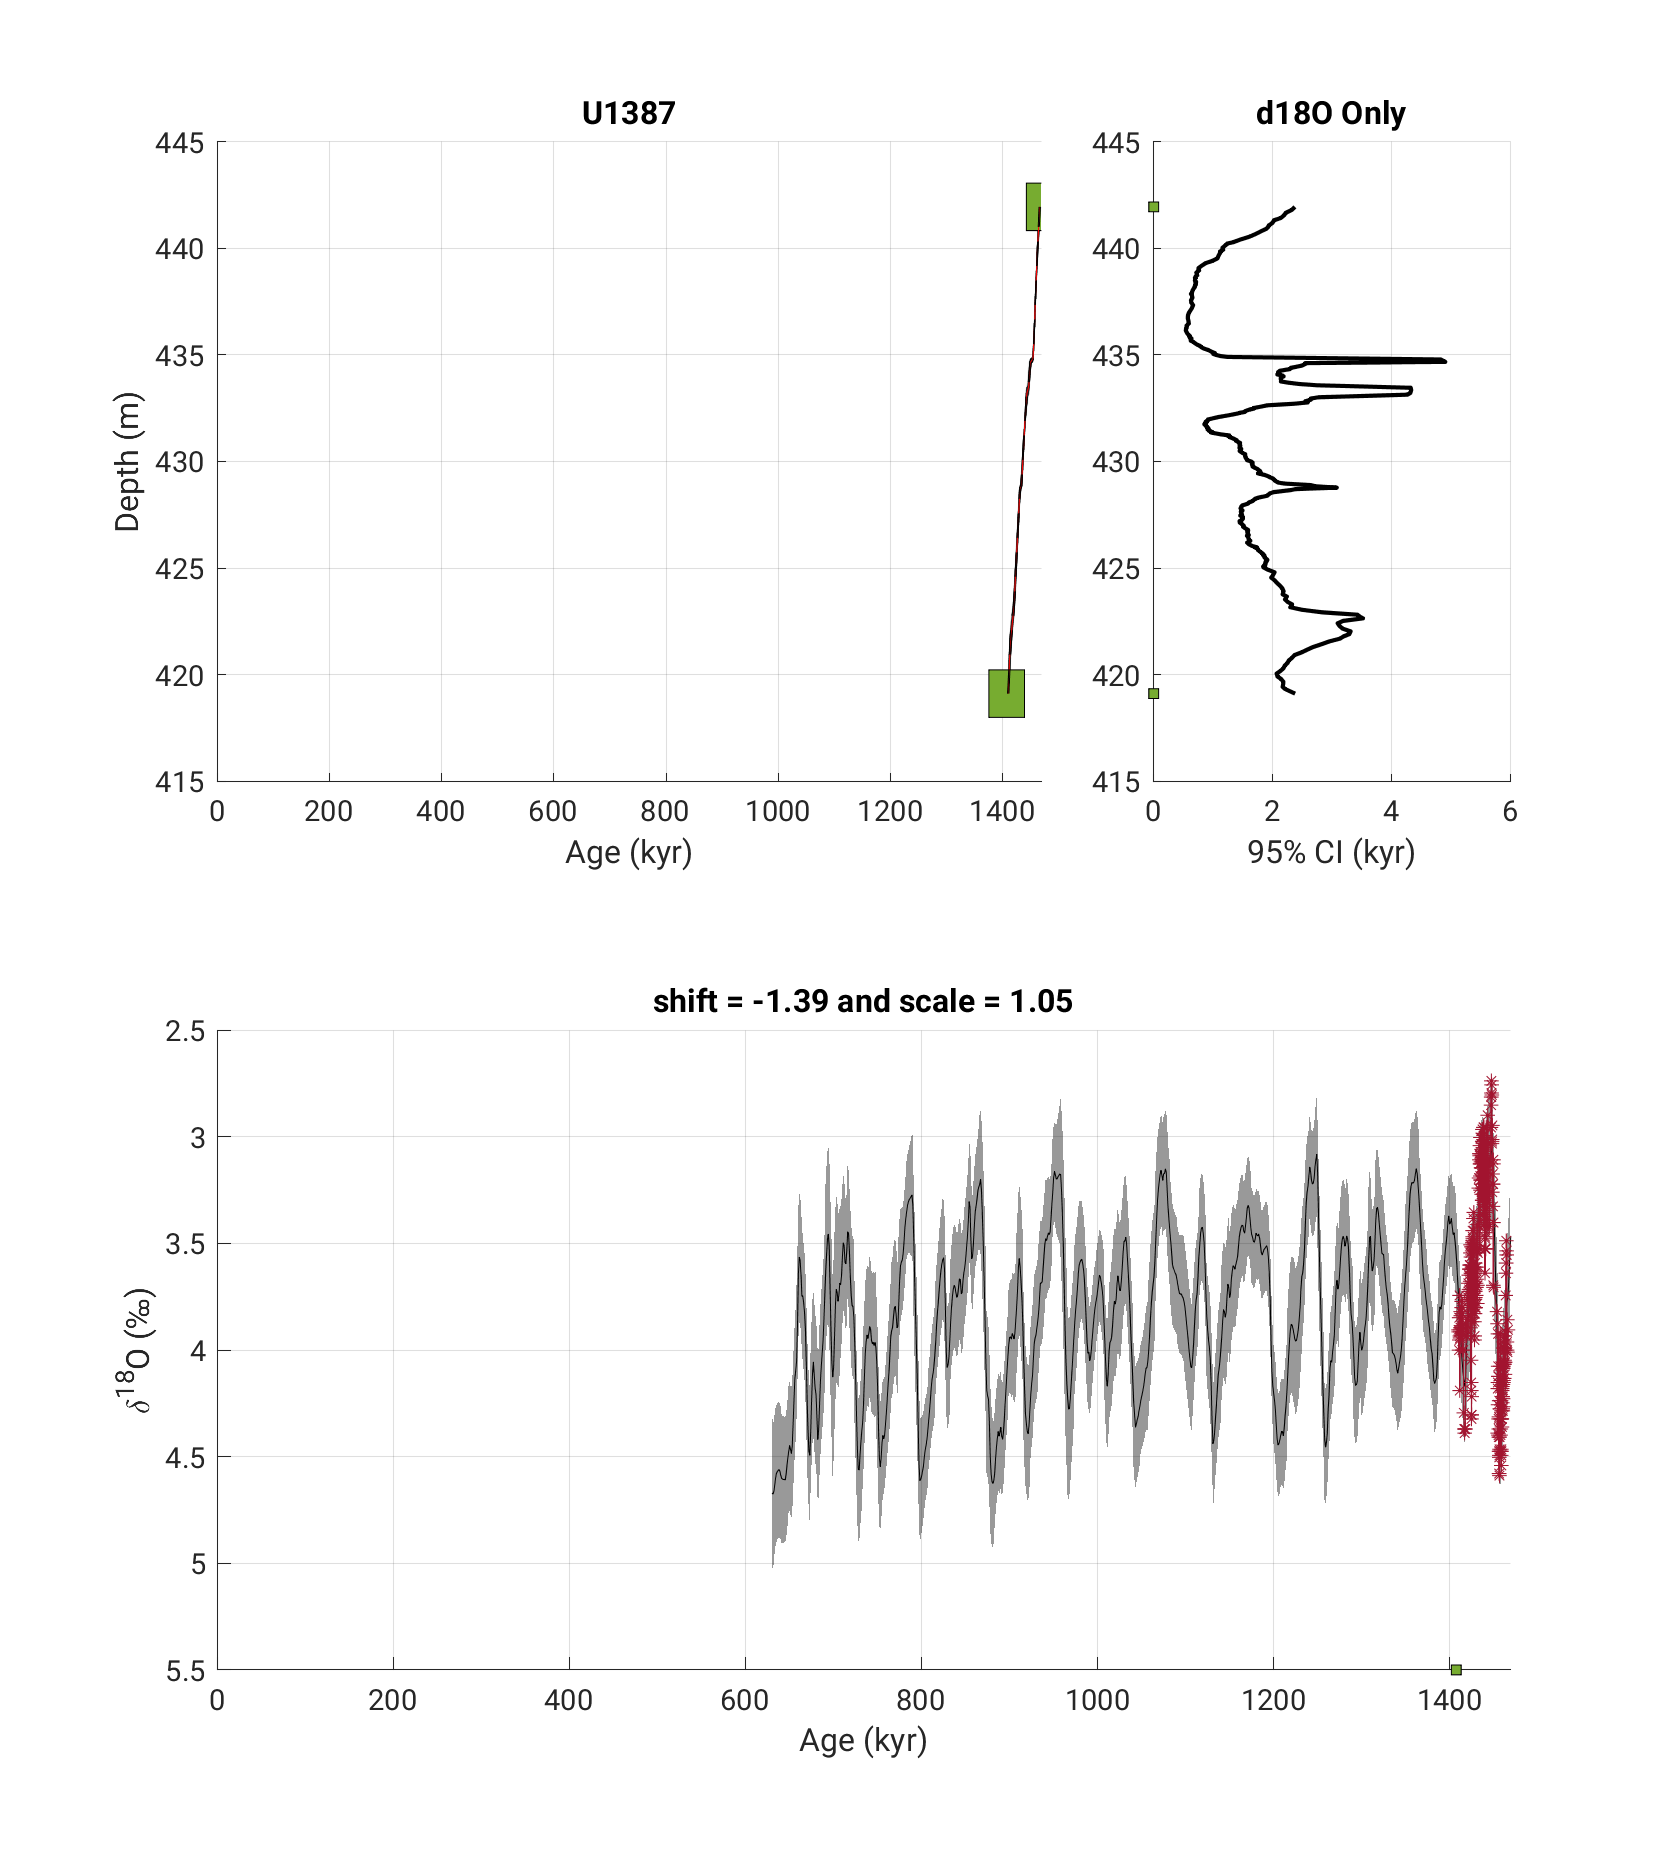 U1387
445
440
435
430
425
420
415
Depth (m)
0 200 400 600 800 1000 1200 1400
Age (kyr)
d18O Only
445
440
435
430
425
420
415
0 2 4 6
95% CI (kyr)
shift = -1.39 and scale = 1.05
2.5
3
3.5
4
4.5
5
5.5
δ18O (‰)
0 200 400 600 800 1000 1200 1400
Age (kyr)